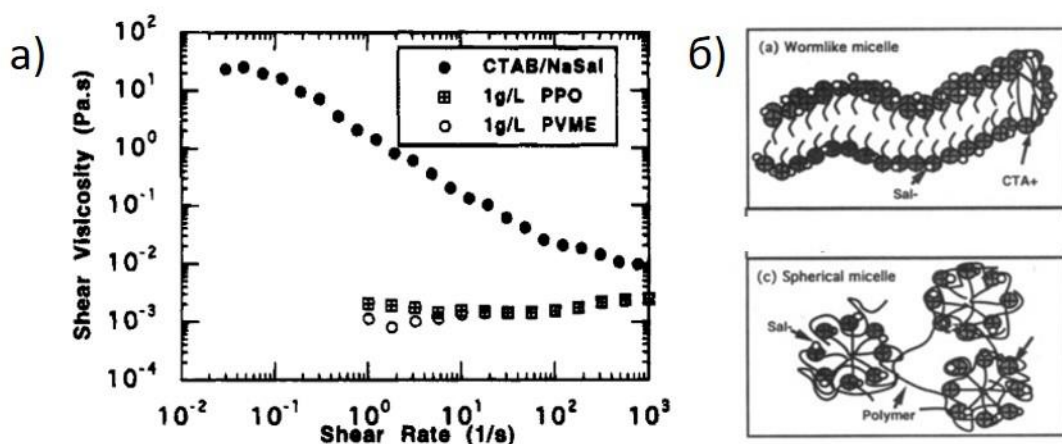 а)
Shear Visicosity (Pa.s)
10² 10¹ 10⁰ 10⁻¹ 10⁻² 10⁻³ 10⁻⁴
CTAB/NaSal
1g/L PPO
1g/L PVME
10⁻² 10⁻¹ 10⁰ 10¹ 10² 10³
Shear Rate (1/s)
б)
(a) Wormlike micelle
Sal-
CTA+
(c) Spherical micelle
Sal-
Polymer